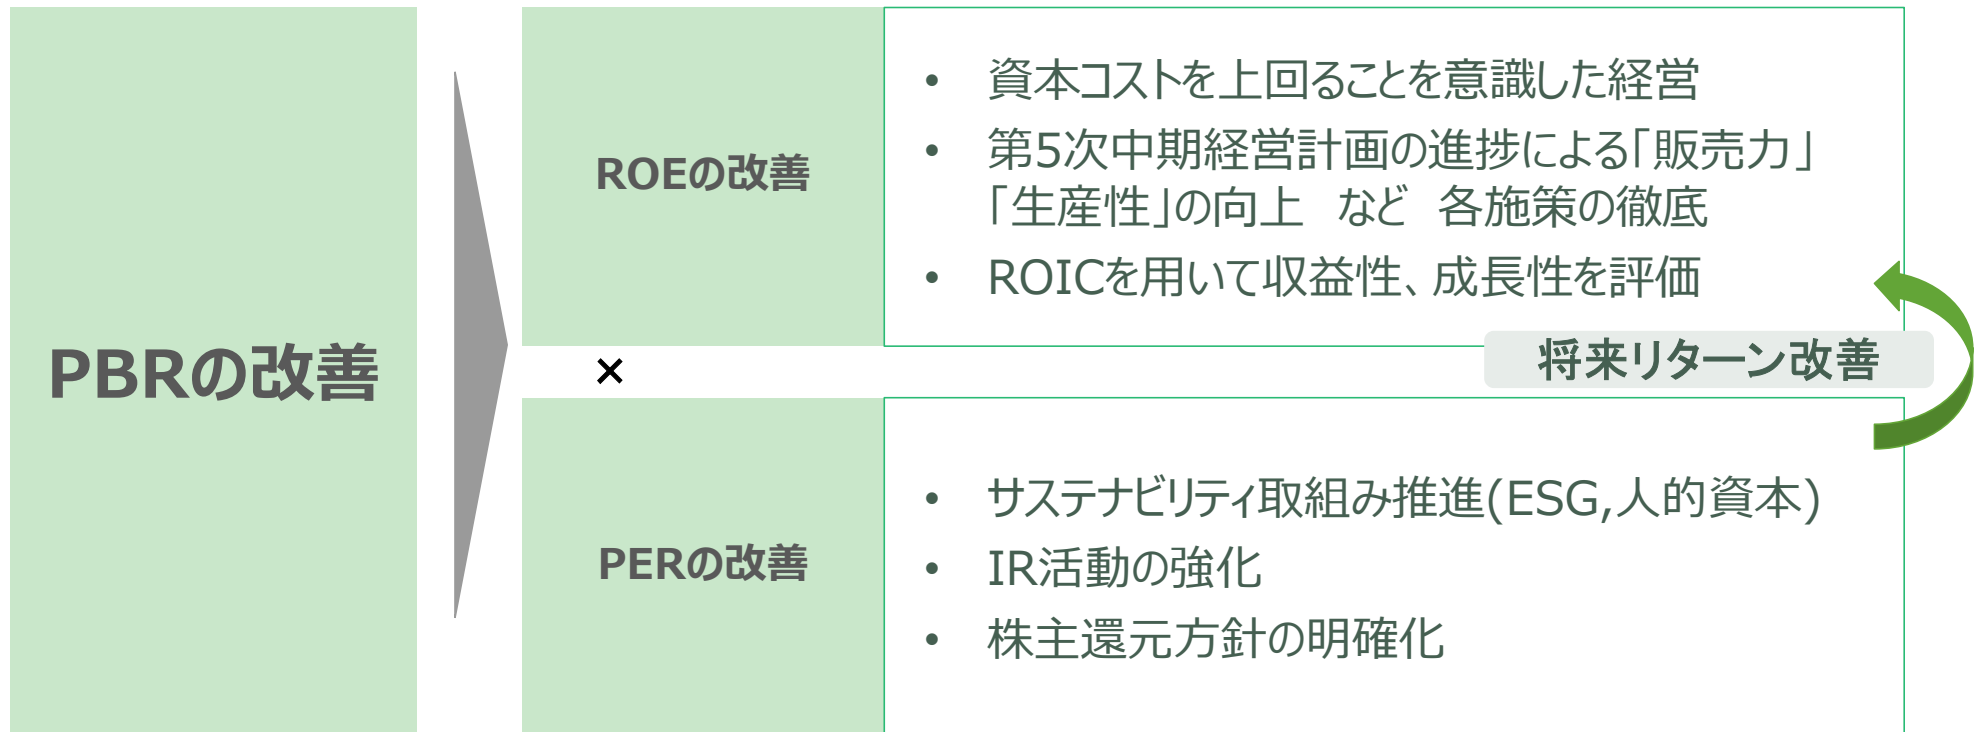 PBRの改善
ROEの改善
• 資本コストを上回ることを意識した経営
• 第5次中期経営計画の進捗による「販売力」
「生産性」の向上　など　各施策の徹底
• ROICを用いて収益性、成長性を評価
将来リターン改善
×
PERの改善
• サステナビリティ取組み推進(ESG,人的資本)
• IR活動の強化
• 株主還元方針の明確化